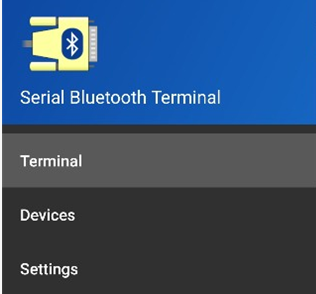 Serial Bluetooth Terminal
Terminal
Devices
Settings